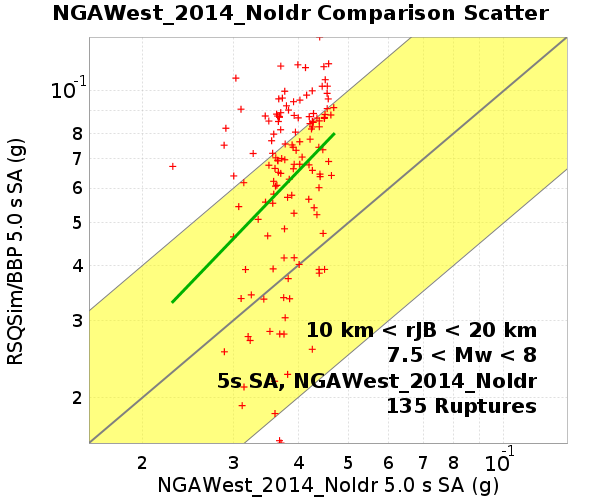 NGAWest_2014_NoIdr Comparison Scatter
RSQSim/BBP 5.0 s SA (g)
10-1
8
7
6
5
4
3
2
10 km < rJB < 20 km
7.5 < Mw < 8
5s SA, NGAWest_2014_NoIdr
135 Ruptures
2 3 4 5 6 7 8 10-1
NGAWest_2014_NoIdr 5.0 s SA (g)